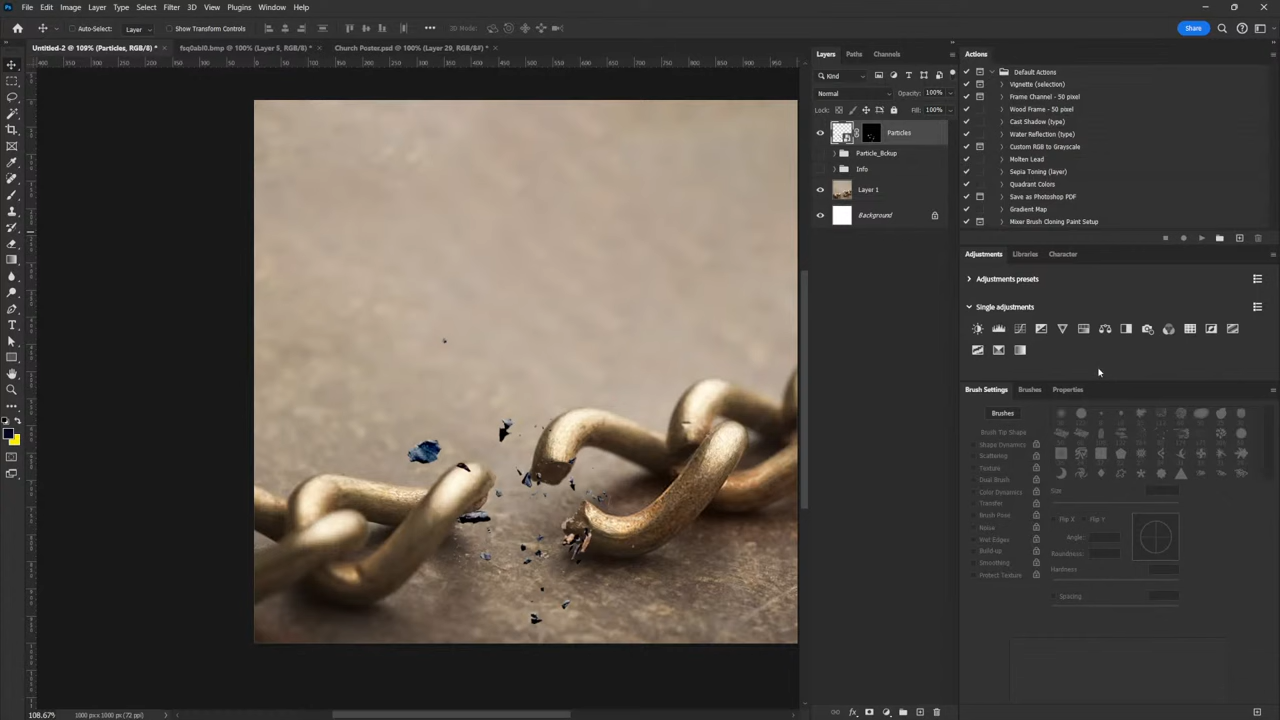 File Edit Image Layer Type Select Filter 3D View Plugins Window Help
Auto-Select: Layer Show Transform Controls 3D Mode: Share
Untitled-2 @ 109% (Particles, RGB/8) * × fsq0abl0.bmp @ 100% (Layer 5, RGB/8) * × Church Poster.psd @ 100% (Layer 29, RGB/8#) * ×
Layers Paths Channels
Kind
Normal Opacity: 100%
Lock: Fill: 100%
Particles
Particle_Bckup
Info
Layer 1
Background
Actions
Default Actions
Vignette (selection)
Frame Channel - 50 pixel
Wood Frame - 50 pixel
Cast Shadow (type)
Water Reflection (type)
Custom RGB to Grayscale
Molten Lead
Sepia Toning (layer)
Quadrant Colors
Save as Photoshop PDF
Gradient Map
Mixer Brush Cloning Paint Setup
Adjustments Libraries Character
Adjustments presets
Single adjustments
Brush Settings Brushes Properties
Brushes
Brush Tip Shape
Shape Dynamics
Scattering
Texture
Dual Brush
Color Dynamics
Transfer
Brush Pose
Noise
Wet Edges
Build-up
Smoothing
Protect Texture
Size
Flip X Flip Y
Angle:
Roundness:
Hardness
Spacing
108.67% 1000 px x 1000 px (72 ppi)